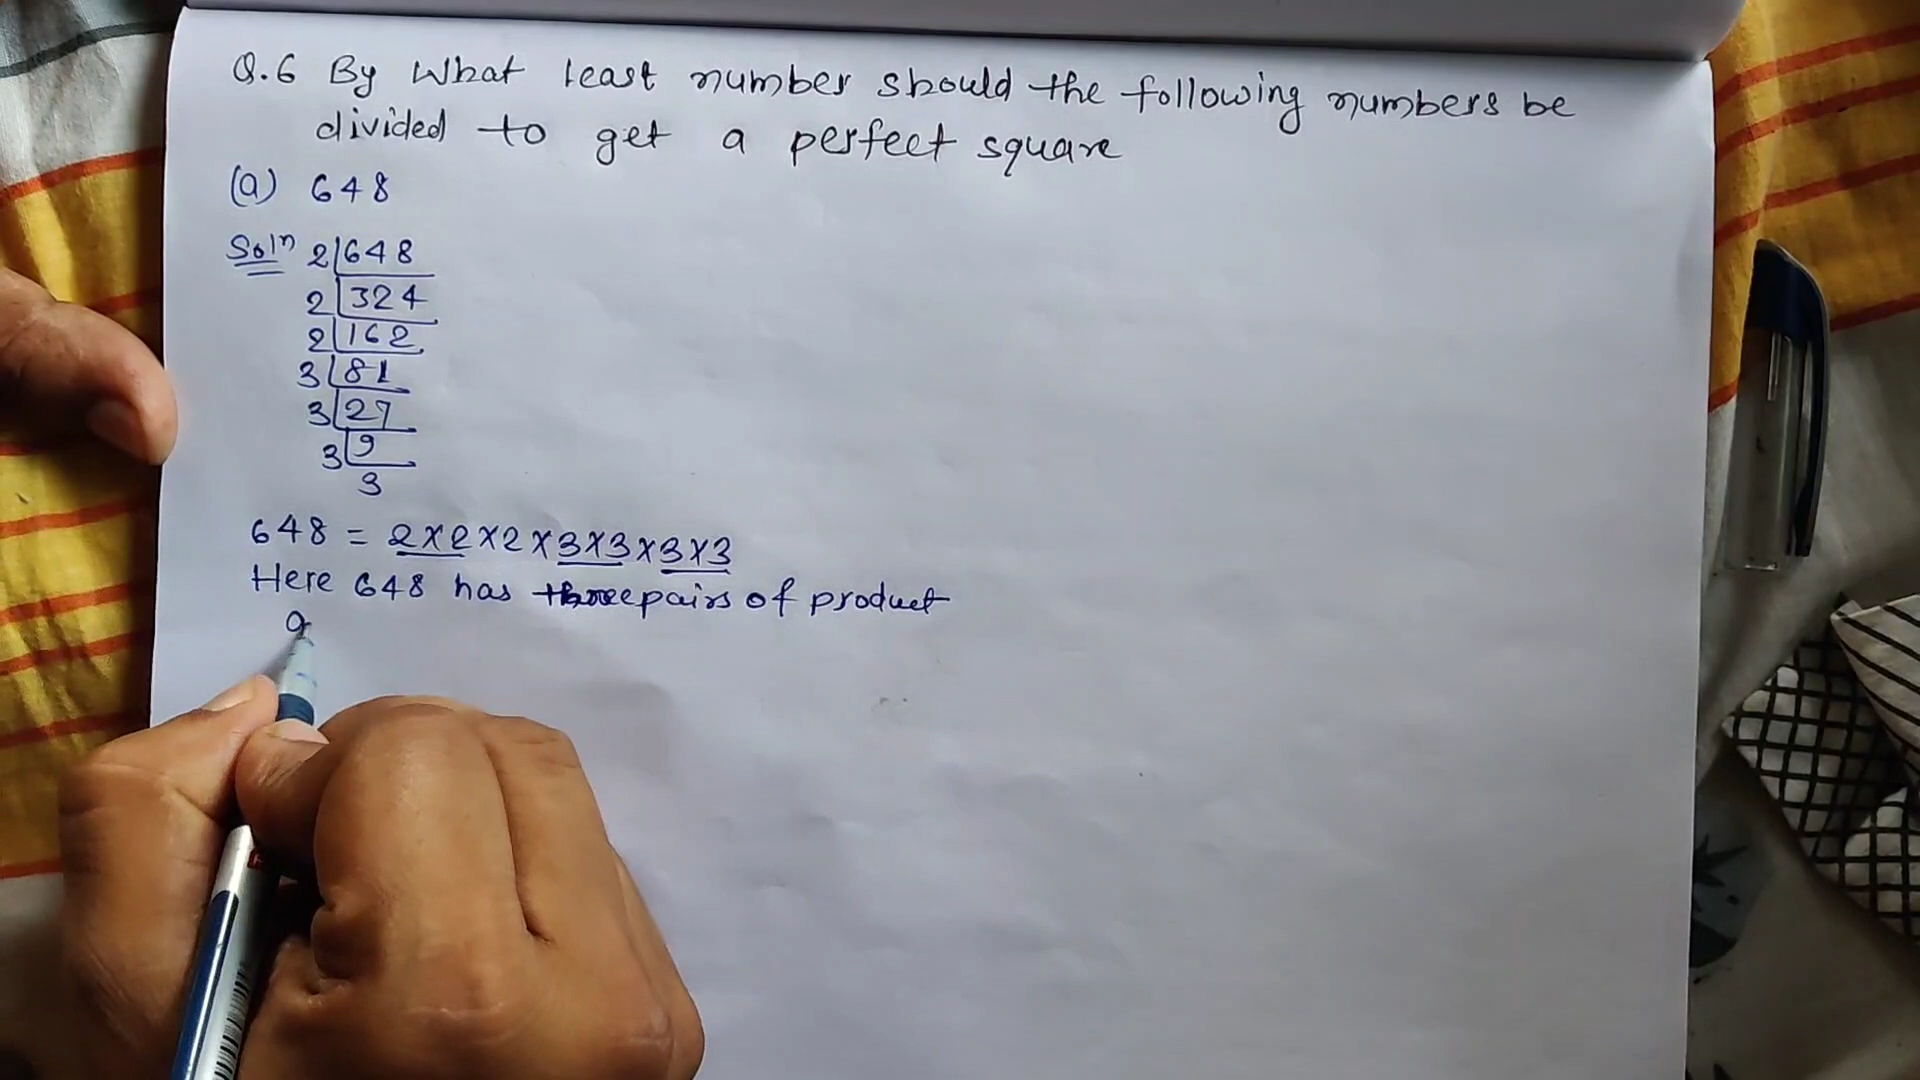 Q.6 By What least number should the following numbers be
divided to get a perfect square
(a) 648
Soln 2|648
2|324
2|162
3|81
3|27
3|9
3
648 = 2×2×2×3×3×3×3
Here 648 has three pairs of product
a